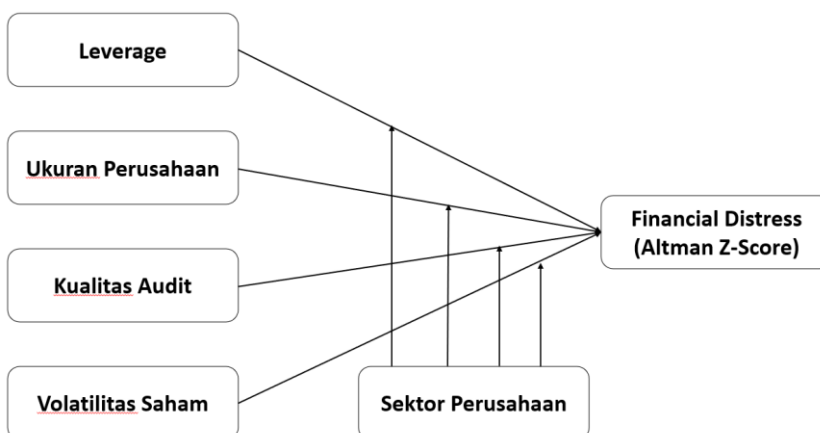 Leverage
Ukuran Perusahaan
Kualitas Audit
Volatilitas Saham
Sektor Perusahaan
Financial Distress
(Altman Z-Score)